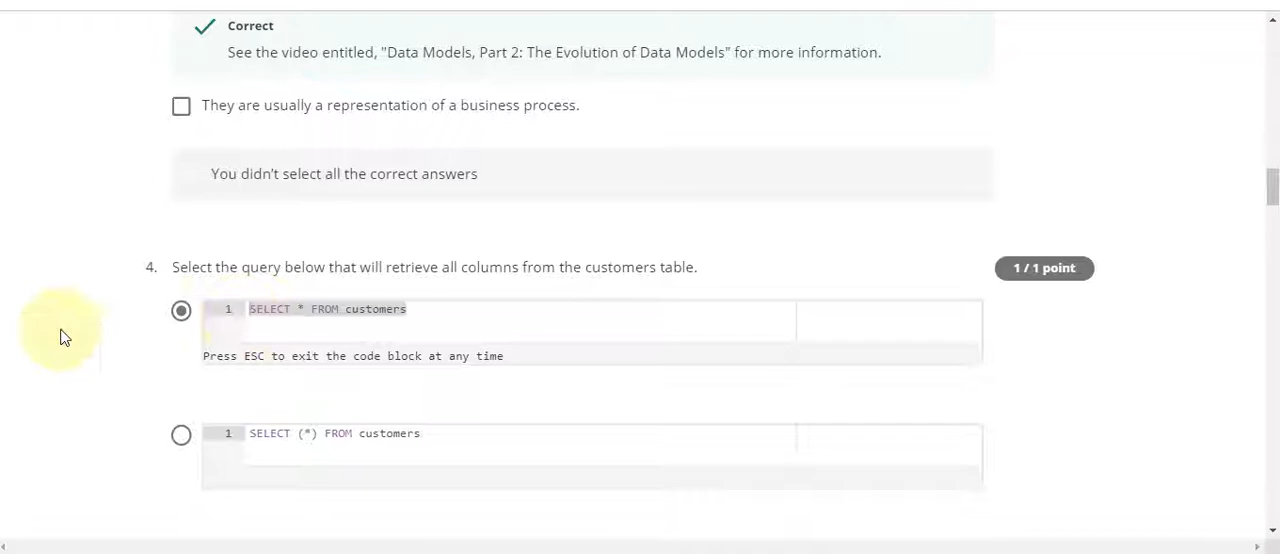 Correct
See the video entitled, "Data Models, Part 2: The Evolution of Data Models" for more information.
They are usually a representation of a business process.
You didn't select all the correct answers
4. Select the query below that will retrieve all columns from the customers table.
1 / 1 point
1 SELECT * FROM customers
Press ESC to exit the code block at any time
1 SELECT (*) FROM customers